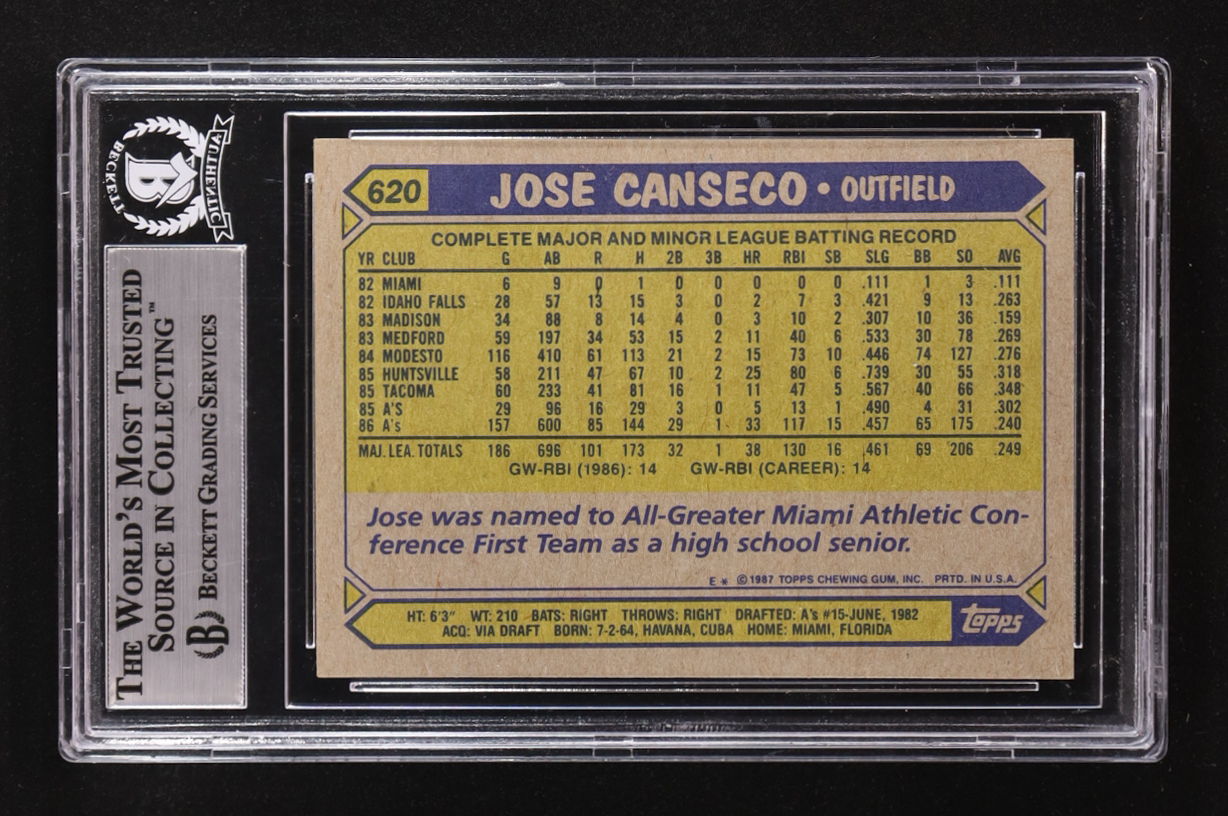 BECKETT
AUTHENTIC
B
THE WORLD'S MOST TRUSTED
SOURCE IN COLLECTING™
B BECKETT GRADING SERVICES
620 JOSE CANSECO • OUTFIELD
COMPLETE MAJOR AND MINOR LEAGUE BATTING RECORD
YR CLUB G AB R H 2B 3B HR RBI SB SLG BB SO AVG
82 MIAMI 6 9 0 1 0 0 0 0 0 .111 1 3 .111
82 IDAHO FALLS 28 57 13 15 3 0 2 7 3 .421 9 13 .263
83 MADISON 34 88 8 14 4 0 3 10 2 .307 10 36 .159
83 MEDFORD 59 197 34 53 15 2 11 40 6 .533 30 78 .269
84 MODESTO 116 410 61 113 21 2 15 73 10 .446 74 127 .276
85 HUNTSVILLE 58 211 47 67 10 2 25 80 6 .739 30 55 .318
85 TACOMA 60 233 41 81 16 1 11 47 5 .567 40 66 .348
85 A'S 29 96 16 29 3 0 5 13 1 .490 4 31 .302
86 A's 157 600 85 144 29 1 33 117 15 .457 65 175 .240
MAJ. LEA. TOTALS 186 696 101 173 32 1 38 130 16 .461 69 206 .249
GW-RBI (1986): 14 GW-RBI (CAREER): 14
Jose was named to All-Greater Miami Athletic Con-
ference First Team as a high school senior.
E* ©1987 TOPPS CHEWING GUM, INC. PRTD. IN U.S.A.
HT: 6'3" WT: 210 BATS: RIGHT THROWS: RIGHT DRAFTED: A's #15-JUNE, 1982
ACQ: VIA DRAFT BORN: 7-2-64, HAVANA, CUBA HOME: MIAMI, FLORIDA
Topps